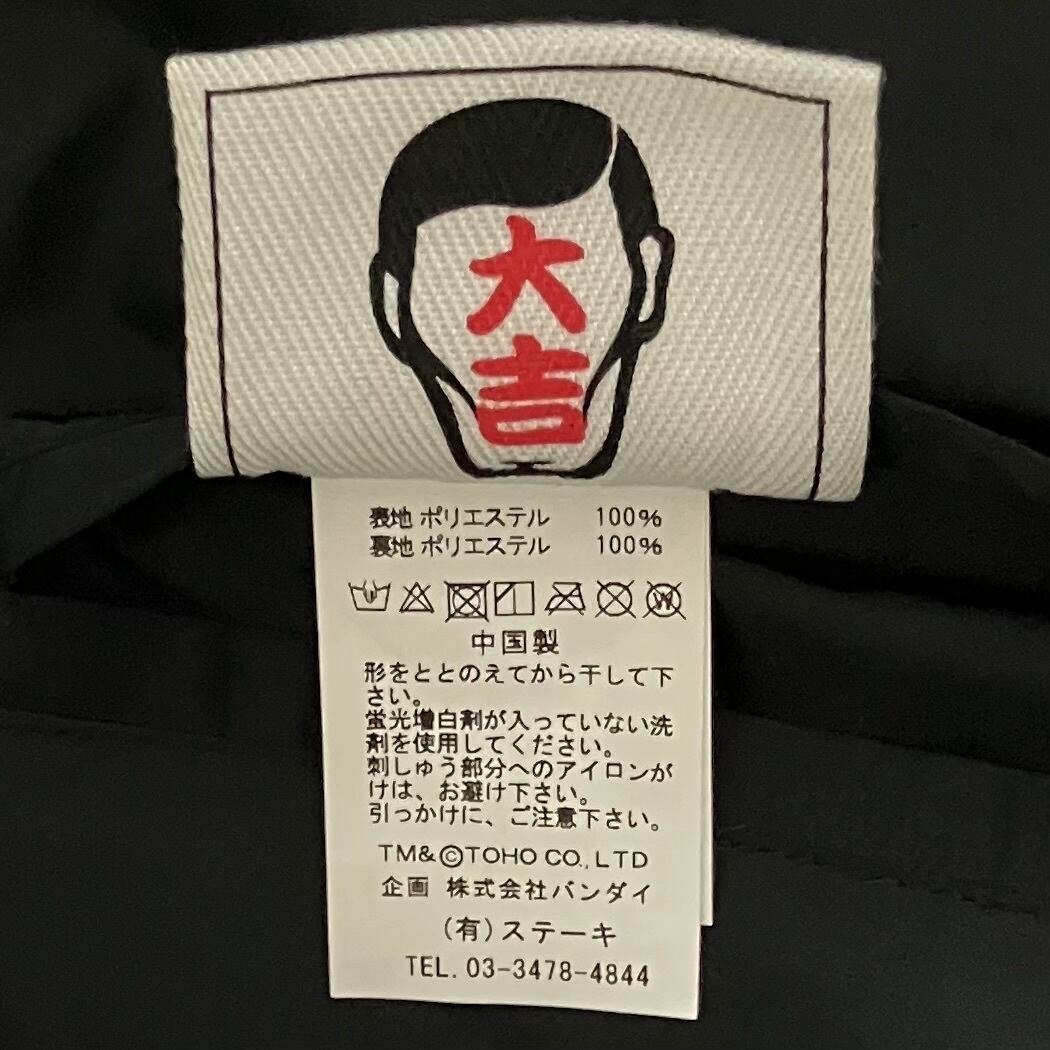 大
吉
表地 ポリエステル 100%
裏地 ポリエステル 100%
W
中国製
形をととのえてから干して下
さい。
蛍光増白剤が入っていない洗
剤を使用してください。
刺しゅう部分へのアイロンが
けは、お避け下さい。
引っかけに、ご注意下さい。
TM&©TOHO CO.,LTD
企画 株式会社バンダイ
(有)ステーキ
TEL.03-3478-4844